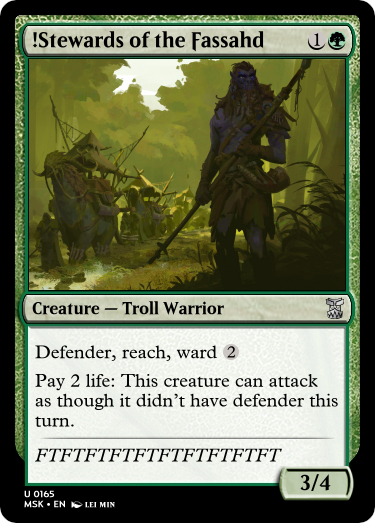 !Stewards of the Fassahd 1
Creature — Troll Warrior
Defender, reach, ward 2
Pay 2 life: This creature can attack
as though it didn't have defender this
turn.
FTFTFTFTFTFTFTFTFTFT
3/4
U 0165
MSK • EN LEI MIN